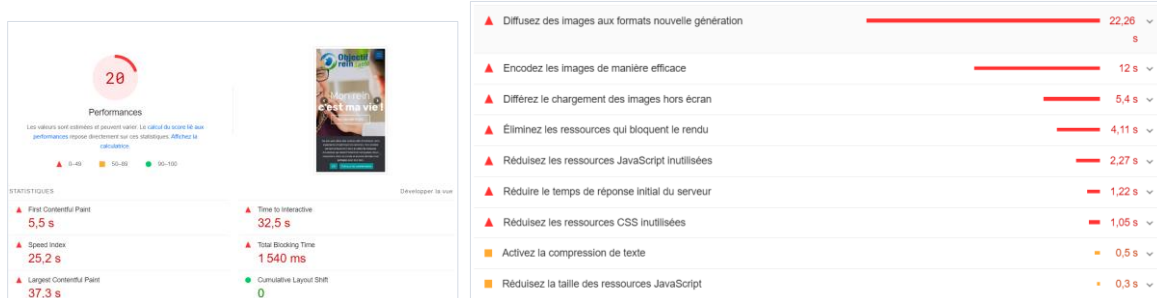 20
Performances
Les valeurs sont estimées et peuvent varier. Le calcul du score lié aux
performances repose directement sur ces statistiques. Affichez la
calculatrice.
0–49
50–89
90–100
Objectif
rein
Mon rein
c'est ma vie !
STATISTIQUES
Développer la vue
First Contentful Paint
5,5 s
Time to Interactive
32,5 s
Speed Index
25,2 s
Total Blocking Time
1 540 ms
Largest Contentful Paint
37,3 s
Cumulative Layout Shift
0
Diffusez des images aux formats nouvelle génération
22,26
s
Encodez les images de manière efficace
12 s
Différez le chargement des images hors écran
5,4 s
Éliminez les ressources qui bloquent le rendu
4,11 s
Réduisez les ressources JavaScript inutilisées
2,27 s
Réduire le temps de réponse initial du serveur
1,22 s
Réduisez les ressources CSS inutilisées
1,05 s
Activez la compression de texte
0,5 s
Réduisez la taille des ressources JavaScript
0,3 s